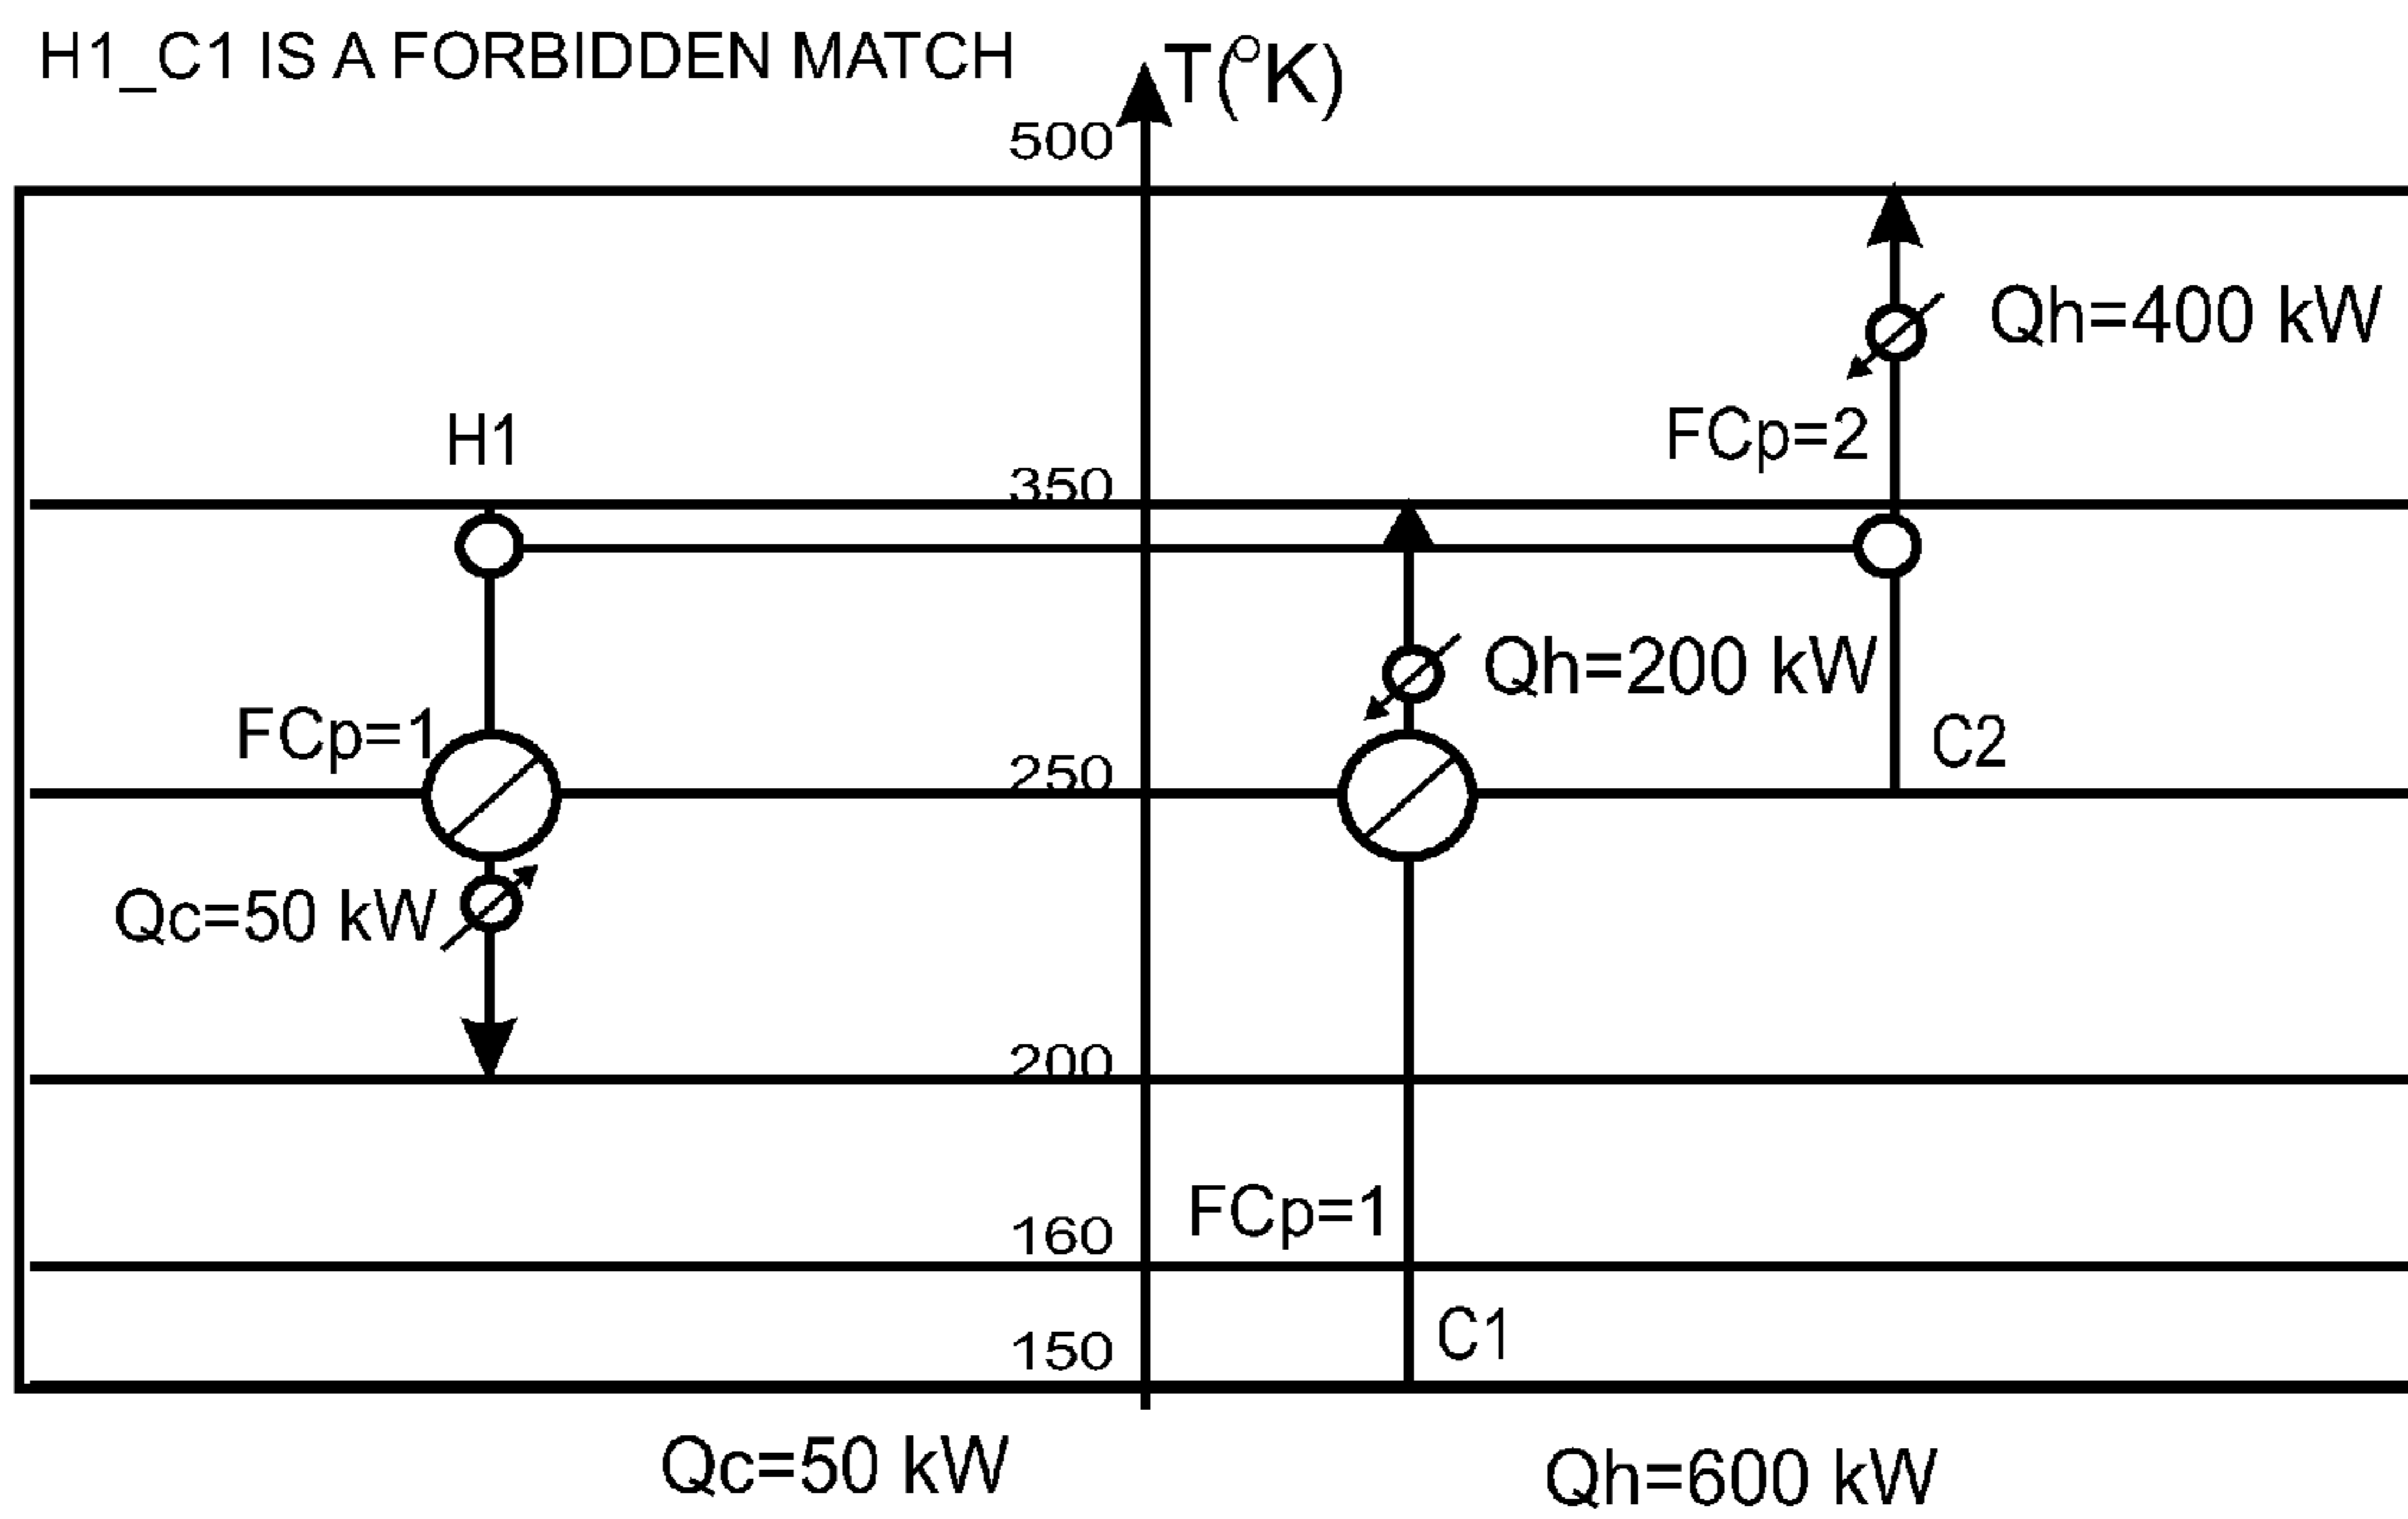 H1_C1 IS A FORBIDDEN MATCH
T(°K)
500
Qh=400 kW
FCp=2
H1
350
Qh=200 kW
FCp=1
C2
250
Qc=50 kW
200
FCp=1
160
C1
150
Qc=50 kW
Qh=600 kW